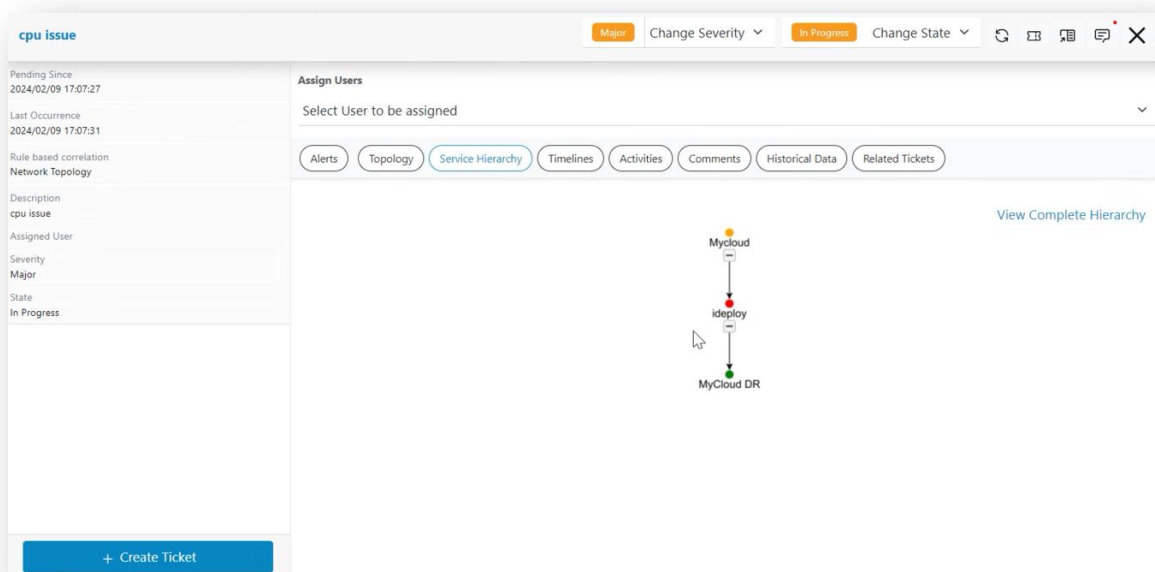 cpu issue
Major
Change Severity
In Progress
Change State
Pending Since
2024/02/09 17:07:27
Last Occurrence
2024/02/09 17:07:31
Rule based correlation
Network Topology
Description
cpu issue
Assigned User
Severity
Major
State
In Progress
+ Create Ticket
Assign Users
Select User to be assigned
Alerts
Topology
Service Hierarchy
Timelines
Activities
Comments
Historical Data
Related Tickets
View Complete Hierarchy
Mycloud
ideploy
MyCloud DR